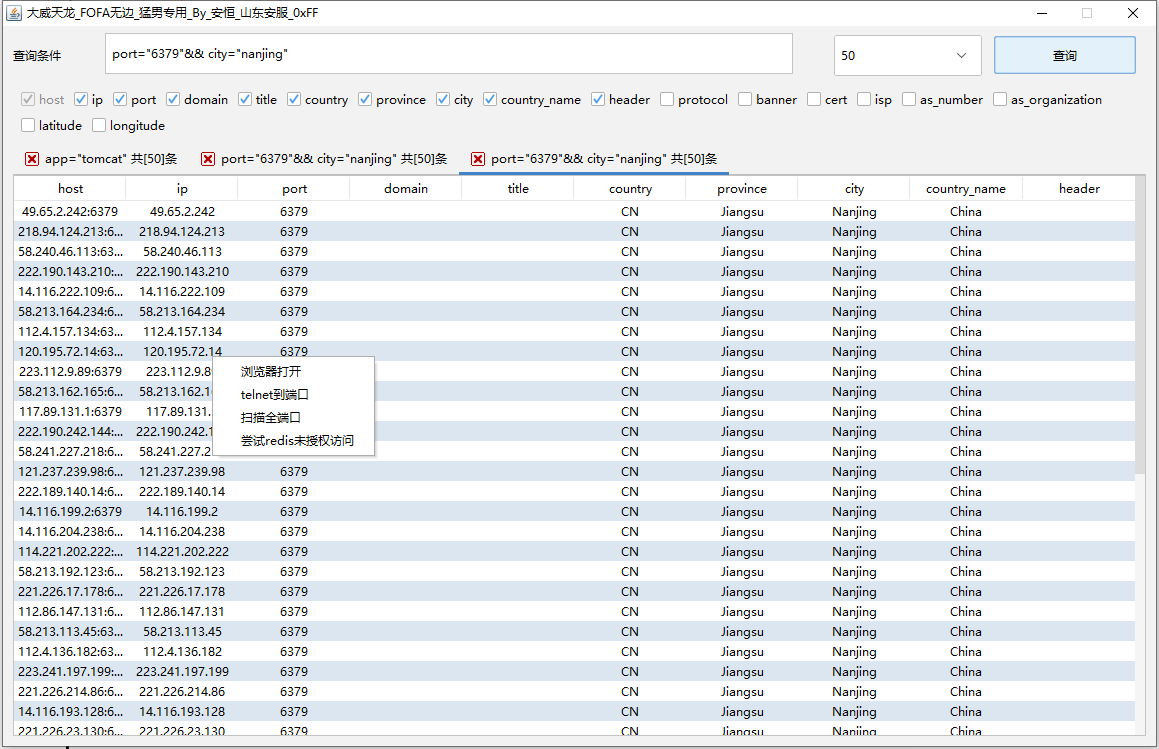 大威天龙_FOFA无边_猛男专用_By_安恒_山东安服_0xFF
查询条件 port="6379"&& city="nanjing" 50 查询
host ip port domain title country province city country_name header protocol banner cert isp as_number as_organization
latitude longitude
app="tomcat" 共[50]条 port="6379"&& city="nanjing" 共[50]条 port="6379"&& city="nanjing" 共[50]条
host ip port domain title country province city country_name header
49.65.2.242:6379 49.65.2.242 6379 CN Jiangsu Nanjing China
218.94.124.213:6... 218.94.124.213 6379 CN Jiangsu Nanjing China
58.240.46.113:63... 58.240.46.113 6379 CN Jiangsu Nanjing China
222.190.143.210:... 222.190.143.210 6379 CN Jiangsu Nanjing China
14.116.222.109:6... 14.116.222.109 6379 CN Jiangsu Nanjing China
58.213.164.234:6... 58.213.164.234 6379 CN Jiangsu Nanjing China
112.4.157.134:63... 112.4.157.134 6379 CN Jiangsu Nanjing China
120.195.72.14:63... 120.195.72.14 6379 CN Jiangsu Nanjing China
223.112.9.89:6379 223.112.9.8 浏览器打开 CN Jiangsu Nanjing China
58.213.162.165:6... 58.213.162.1 telnet到端口 CN Jiangsu Nanjing China
117.89.131.1:6379 117.89.131. 扫描全端口 CN Jiangsu Nanjing China
222.190.242.144:... 222.190.242.1 尝试redis未授权访问 CN Jiangsu Nanjing China
58.241.227.218:6... 58.241.227.2 CN Jiangsu Nanjing China
121.237.239.98:6... 121.237.239.98 6379 CN Jiangsu Nanjing China
222.189.140.14:6... 222.189.140.14 6379 CN Jiangsu Nanjing China
14.116.199.2:6379 14.116.199.2 6379 CN Jiangsu Nanjing China
14.116.204.238:6... 14.116.204.238 6379 CN Jiangsu Nanjing China
114.221.202.222:... 114.221.202.222 6379 CN Jiangsu Nanjing China
58.213.192.123:6... 58.213.192.123 6379 CN Jiangsu Nanjing China
221.226.17.178:6... 221.226.17.178 6379 CN Jiangsu Nanjing China
112.86.147.131:6... 112.86.147.131 6379 CN Jiangsu Nanjing China
58.213.113.45:63... 58.213.113.45 6379 CN Jiangsu Nanjing China
112.4.136.182:63... 112.4.136.182 6379 CN Jiangsu Nanjing China
223.241.197.199:... 223.241.197.199 6379 CN Jiangsu Nanjing China
221.226.214.86:6... 221.226.214.86 6379 CN Jiangsu Nanjing China
14.116.193.128:6... 14.116.193.128 6379 CN Jiangsu Nanjing China
221.226.23.130:6... 221.226.23.130 6379 CN Jiangsu Nanjing China